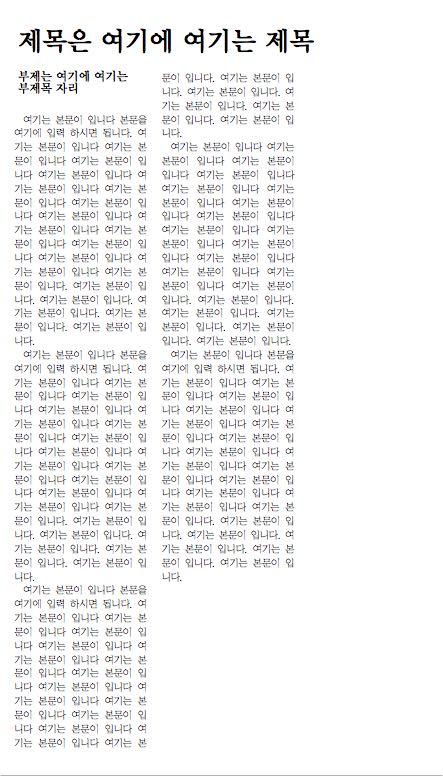 제목은 여기에 여기는 제목
부제는 여기에 여기는
부제목 자리
여기는 본문이 입니다 본문을
여기에 입력 하시면 됩니다. 여
기는 본문이 입니다 여기는 본
문이 입니다 여기는 본문이 입
니다 여기는 본문이 입니다 여
기는 본문이 입니다 여기는 본
문이 입니다 여기는 본문이 입
니다 여기는 본문이 입니다 여
기는 본문이 입니다 여기는 본
문이 입니다 여기는 본문이 입
니다 여기는 본문이 입니다 여
기는 본문이 입니다 여기는 본
문이 입니다. 여기는 본문이 입
니다. 여기는 본문이 입니다. 여
기는 본문이 입니다. 여기는 본
문이 입니다. 여기는 본문이 입
니다.
여기는 본문이 입니다 본문을
여기에 입력 하시면 됩니다. 여
기는 본문이 입니다 여기는 본
문이 입니다 여기는 본문이 입
니다 여기는 본문이 입니다 여
기는 본문이 입니다 여기는 본
문이 입니다 여기는 본문이 입
니다 여기는 본문이 입니다 여
기는 본문이 입니다 여기는 본
문이 입니다 여기는 본문이 입
니다 여기는 본문이 입니다 여
기는 본문이 입니다 여기는 본
문이 입니다. 여기는 본문이 입
니다. 여기는 본문이 입니다. 여
기는 본문이 입니다. 여기는 본
문이 입니다. 여기는 본문이 입
니다.
여기는 본문이 입니다 본문을
여기에 입력 하시면 됩니다. 여
기는 본문이 입니다 여기는 본
문이 입니다 여기는 본문이 입
니다 여기는 본문이 입니다 여
기는 본문이 입니다 여기는 본
문이 입니다 여기는 본문이 입
니다 여기는 본문이 입니다 여
기는 본문이 입니다 여기는 본
문이 입니다 여기는 본문이 입
니다 여기는 본문이 입니다 여
기는 본문이 입니다 여기는 본
문이 입니다. 여기는 본문이 입
니다. 여기는 본문이 입니다. 여
기는 본문이 입니다. 여기는 본
문이 입니다. 여기는 본문이 입
니다.
여기는 본문이 입니다 여기는
본문이 입니다 여기는 본문이
입니다 여기는 본문이 입니다
여기는 본문이 입니다 여기는
본문이 입니다 여기는 본문이
입니다 여기는 본문이 입니다
여기는 본문이 입니다 여기는
본문이 입니다 여기는 본문이
입니다 여기는 본문이 입니다
여기는 본문이 입니다 여기는
본문이 입니다 여기는 본문이
입니다. 여기는 본문이 입니다.
여기는 본문이 입니다. 여기는
본문이 입니다. 여기는 본문이
입니다. 여기는 본문이 입니다.
여기는 본문이 입니다 본문을
여기에 입력 하시면 됩니다. 여
기는 본문이 입니다 여기는 본
문이 입니다 여기는 본문이 입
니다 여기는 본문이 입니다 여
기는 본문이 입니다 여기는 본
문이 입니다 여기는 본문이 입
니다 여기는 본문이 입니다 여
기는 본문이 입니다 여기는 본
문이 입니다 여기는 본문이 입
니다 여기는 본문이 입니다 여
기는 본문이 입니다 여기는 본
문이 입니다. 여기는 본문이 입
니다. 여기는 본문이 입니다. 여
기는 본문이 입니다. 여기는 본
문이 입니다. 여기는 본문이 입
니다.